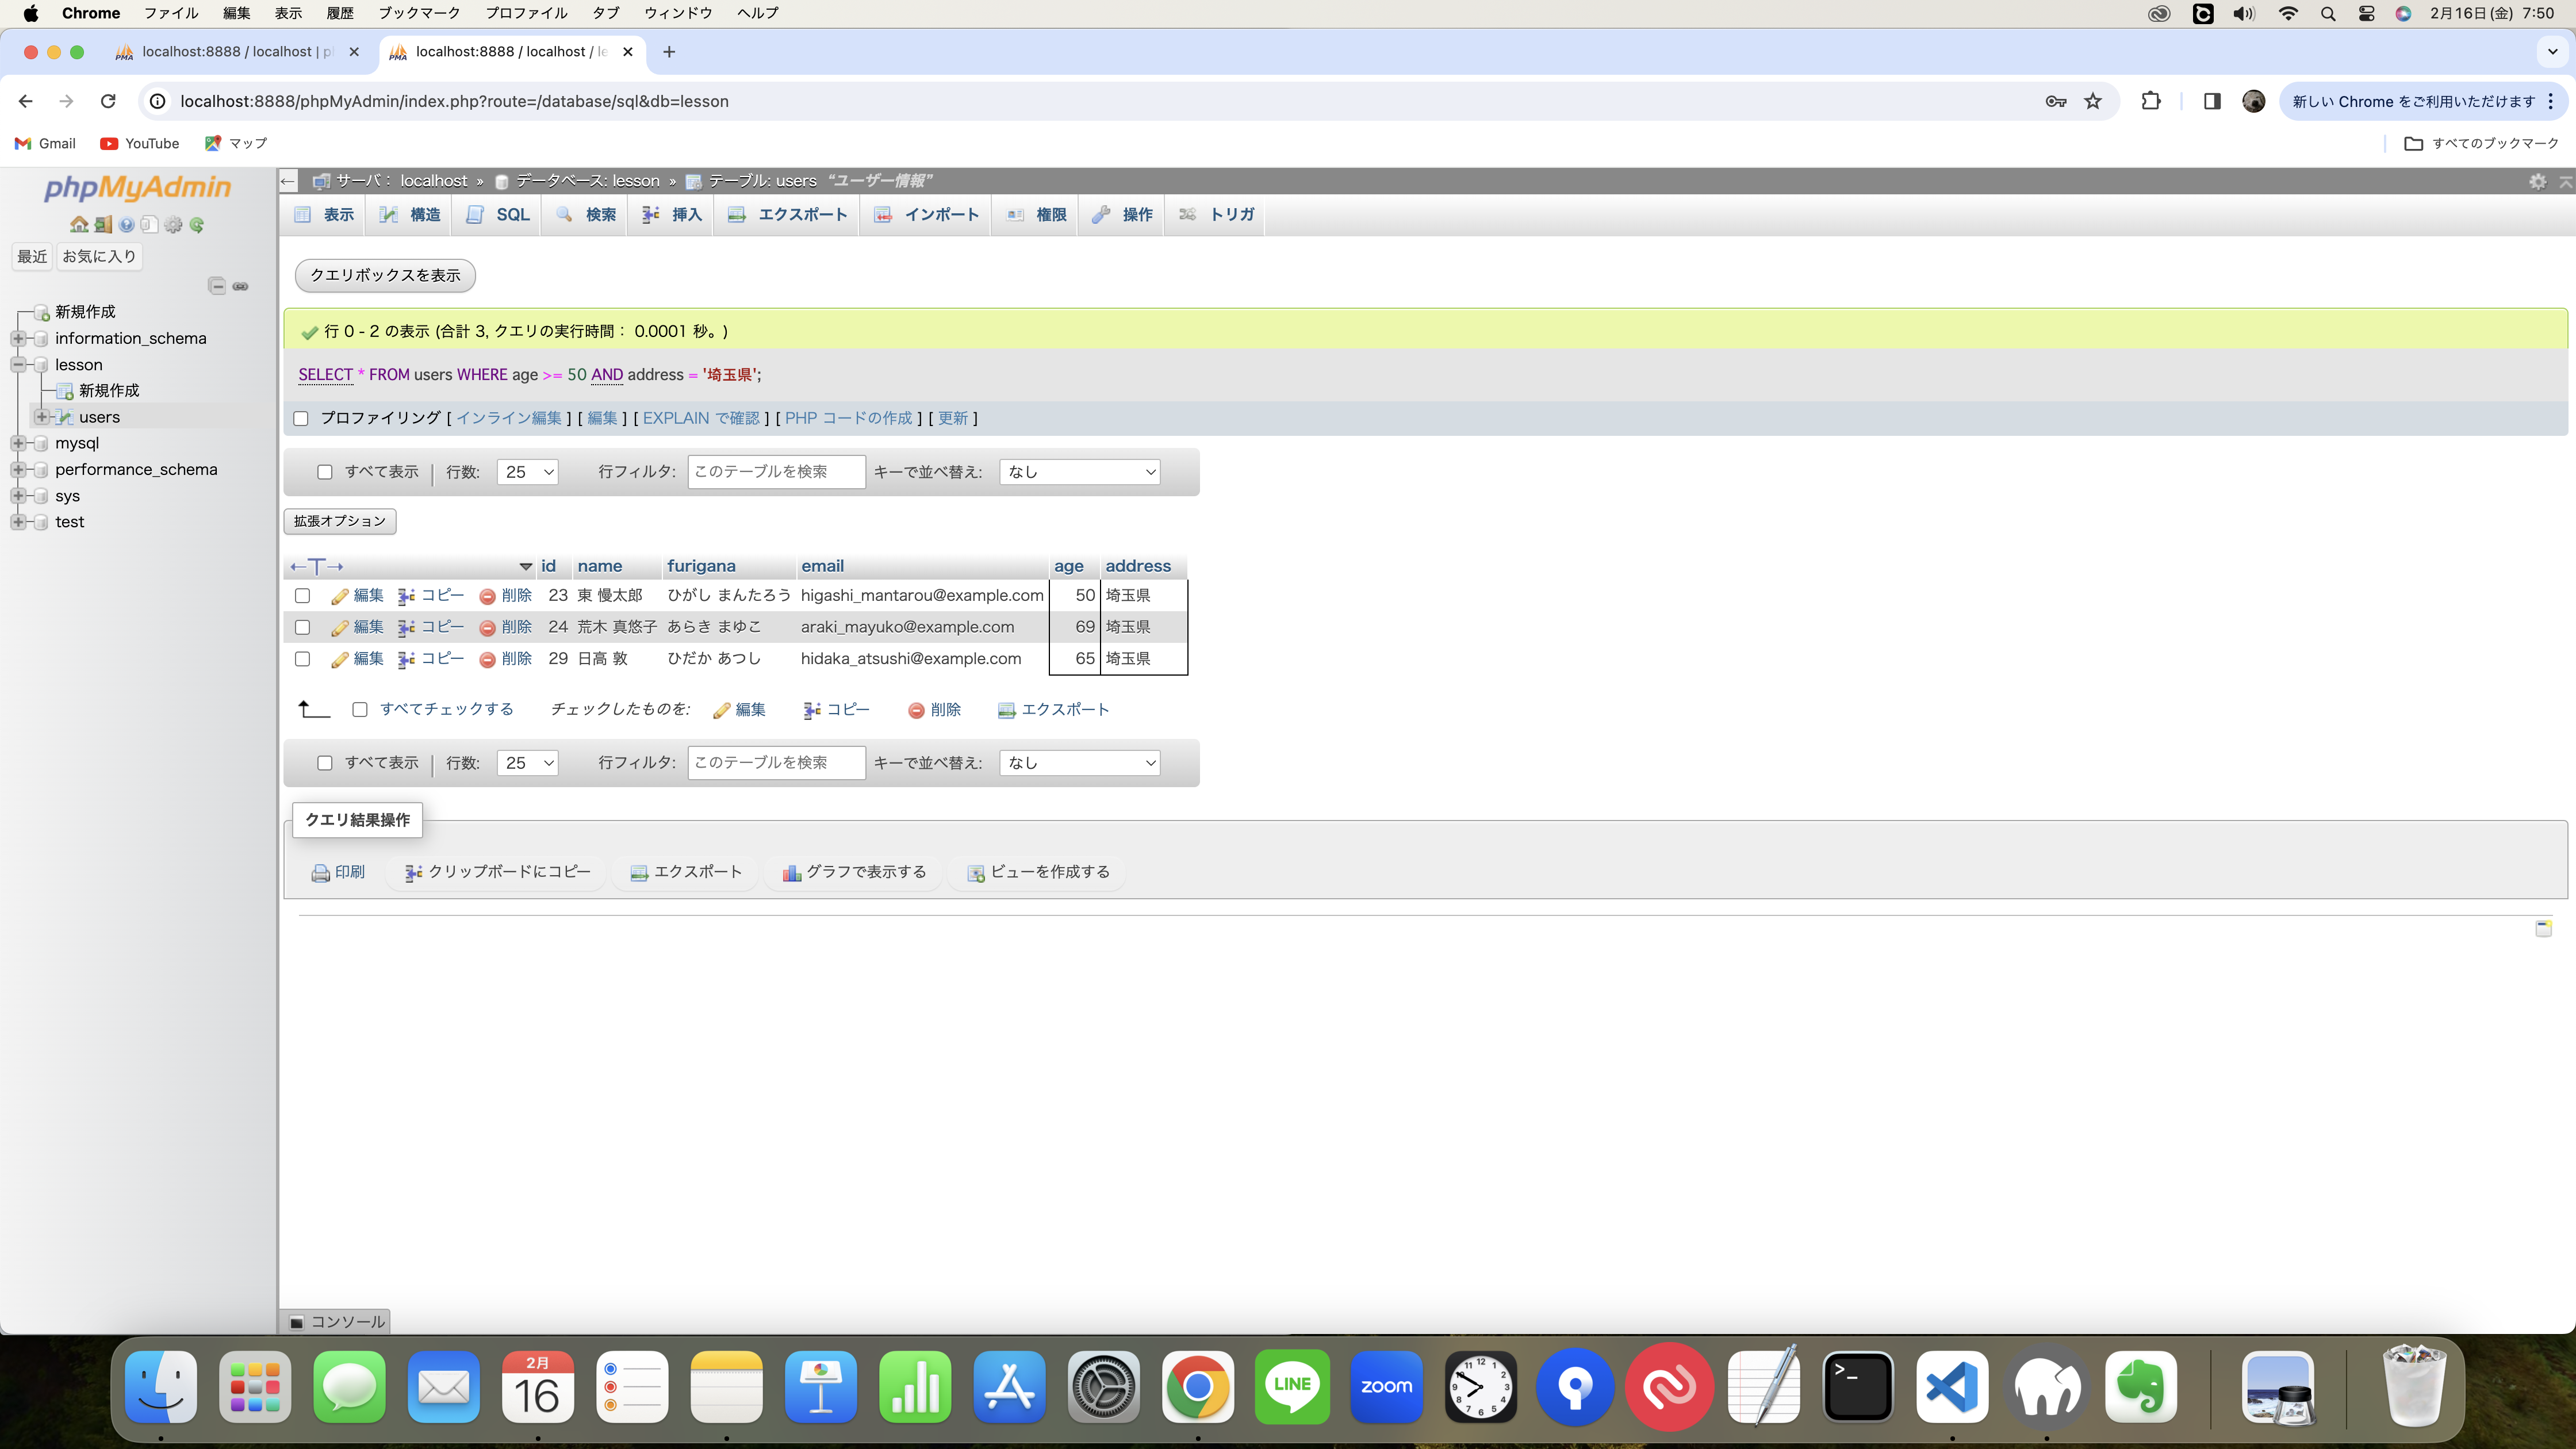 Chrome ファイル 編集 表示 履歴 ブックマーク プロファイル タブ ウィンドウ ヘルプ 2月16日(金) 7:50
localhost:8888 / localhost | p localhost:8888 / localhost / le
localhost:8888/phpMyAdmin/index.php?route=/database/sql&db=lesson 新しい Chrome をご利用いただけます
Gmail YouTube マップ すべてのブックマーク
phpMyAdmin
最近 お気に入り
新規作成
information_schema
lesson
新規作成
users
mysql
performance_schema
sys
test
サーバ: localhost » データベース: lesson » テーブル: users “ユーザー情報”
表示 構造 SQL 検索 挿入 エクスポート インポート 権限 操作 トリガ
クエリボックスを表示
行 0 - 2 の表示 (合計 3, クエリの実行時間： 0.0001 秒。)
SELECT * FROM users WHERE age >= 50 AND address = '埼玉県';
プロファイリング [ インライン編集 ] [ 編集 ] [ EXPLAIN で確認 ] [ PHP コードの作成 ] [ 更新 ]
すべて表示 行数: 25 行フィルタ: このテーブルを検索 キーで並べ替え: なし
拡張オプション
←T→ id name furigana email age address
編集 コピー 削除 23 東 慢太郎 ひがし まんたろう higashi_mantarou@example.com 50 埼玉県
編集 コピー 削除 24 荒木 真悠子 あらき まゆこ araki_mayuko@example.com 69 埼玉県
編集 コピー 削除 29 日高 敦 ひだか あつし hidaka_atsushi@example.com 65 埼玉県
すべてチェックする チェックしたものを: 編集 コピー 削除 エクスポート
すべて表示 行数: 25 行フィルタ: このテーブルを検索 キーで並べ替え: なし
クエリ結果操作
印刷 クリップボードにコピー エクスポート グラフで表示する ビューを作成する
コンソール
2月
16
LINE
zoom